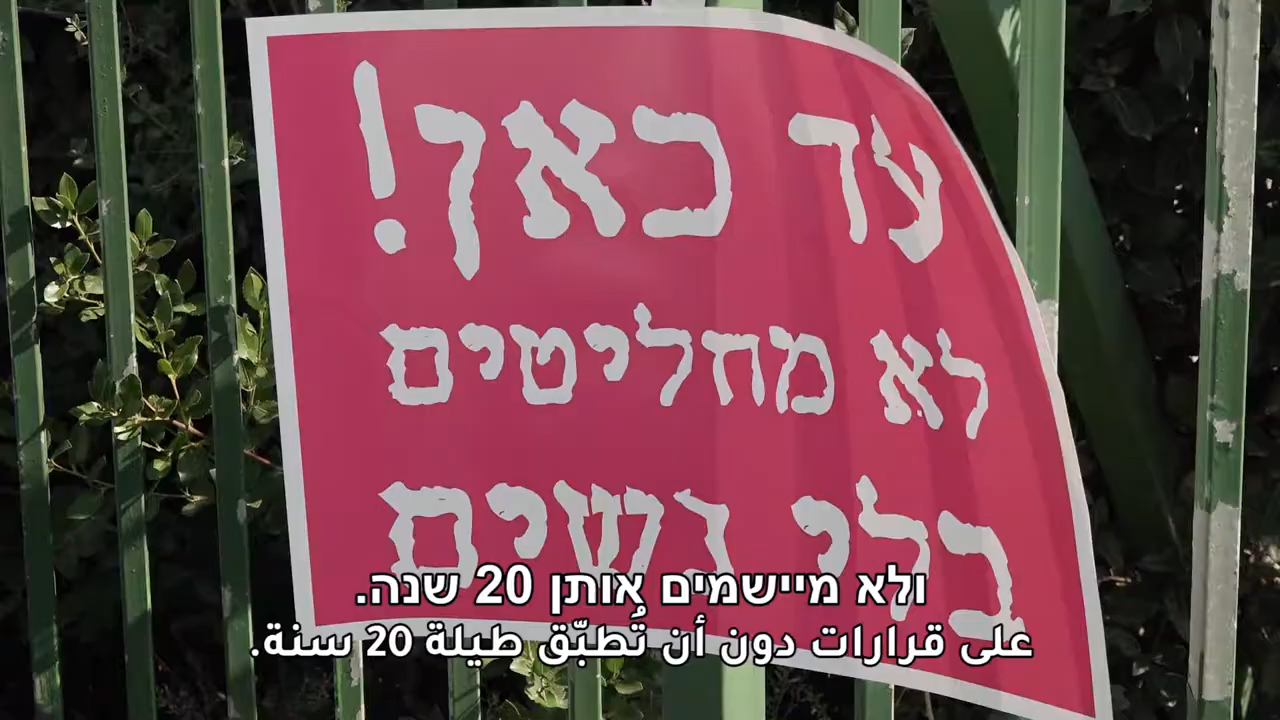 עד כאן!
לא מחליטים
בלי נשים
ולא מיישמים אותן 20 שנה.
على قرارات دون أن تُطبّق طيلة 20 سنة.